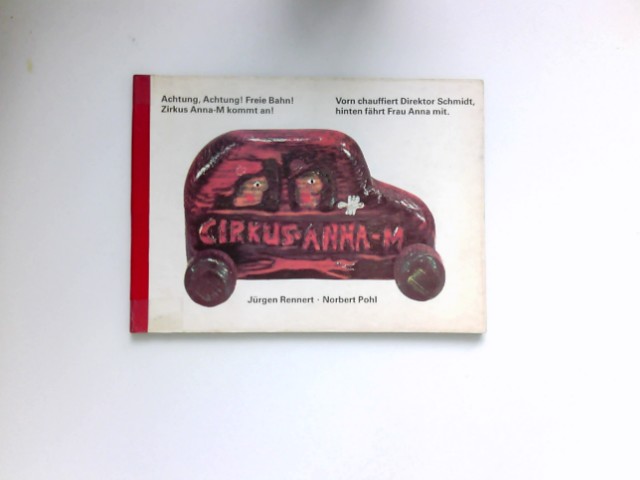 Achtung, Achtung! Freie Bahn!
Zirkus Anna-M kommt an!
Vorn chauffiert Direktor Schmidt,
hinten fährt Frau Anna mit.
CIRKUS·ANNA-M
Jürgen Rennert · Norbert Pohl